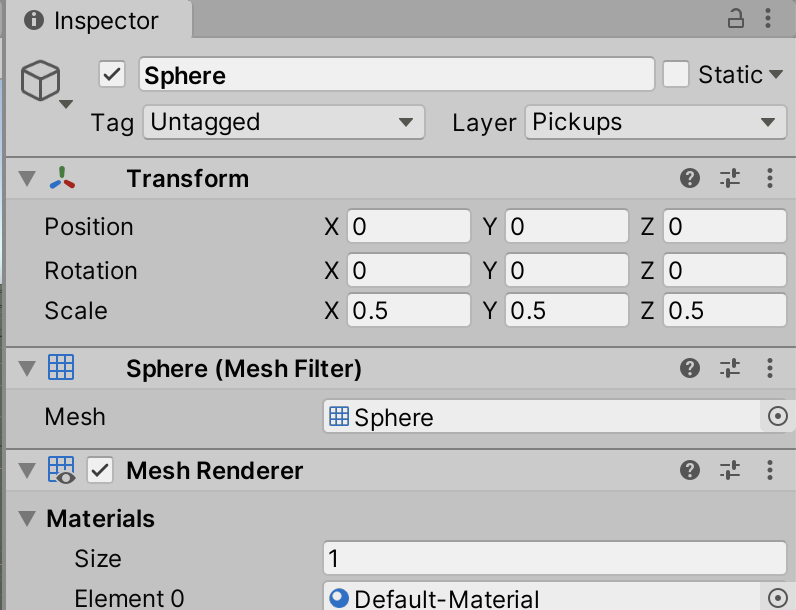 Inspector
Sphere Static
Tag Untagged Layer Pickups
Transform
Position X 0 Y 0 Z 0
Rotation X 0 Y 0 Z 0
Scale X 0.5 Y 0.5 Z 0.5
Sphere (Mesh Filter)
Mesh Sphere
Mesh Renderer
Materials
Size 1
Element 0 Default-Material